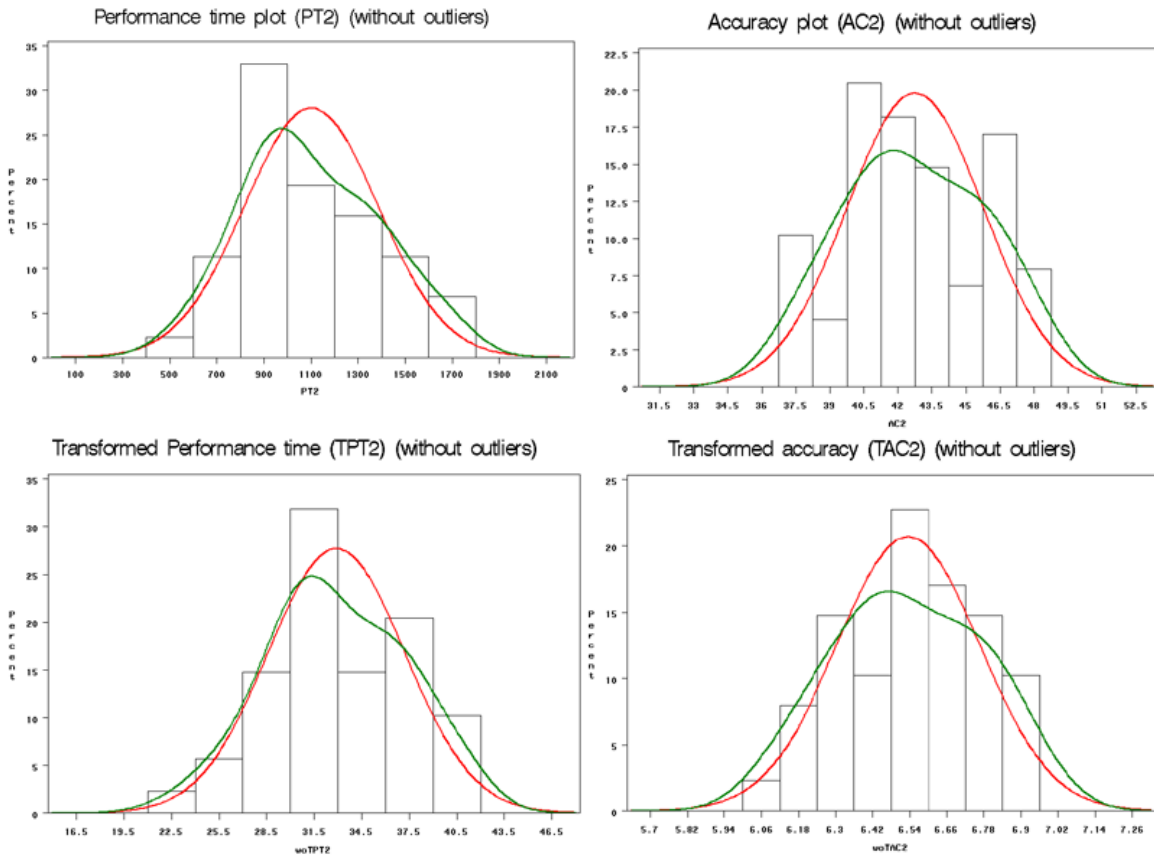 Performance time plot (PT2) (without outliers)
35
30
25
20
15
10
5
0
Percent
100 300 500 700 900 1100 1300 1500 1700 1900 2100
PT2
Accuracy plot (AC2) (without outliers)
22.5
20.0
17.5
15.0
12.5
10.0
7.5
5.0
2.5
0
Percent
31.5 33 34.5 36 37.5 39 40.5 42 43.5 45 46.5 48 49.5 51 52.5
AC2
Transformed Performance time (TPT2) (without outliers)
35
30
25
20
15
10
5
0
Percent
16.5 19.5 22.5 25.5 28.5 31.5 34.5 37.5 40.5 43.5 46.5
woTPT2
Transformed accuracy (TAC2) (without outliers)
25
20
15
10
5
0
Percent
5.7 5.82 5.94 6.06 6.18 6.3 6.42 6.54 6.66 6.78 6.9 7.02 7.14 7.26
woTAC2